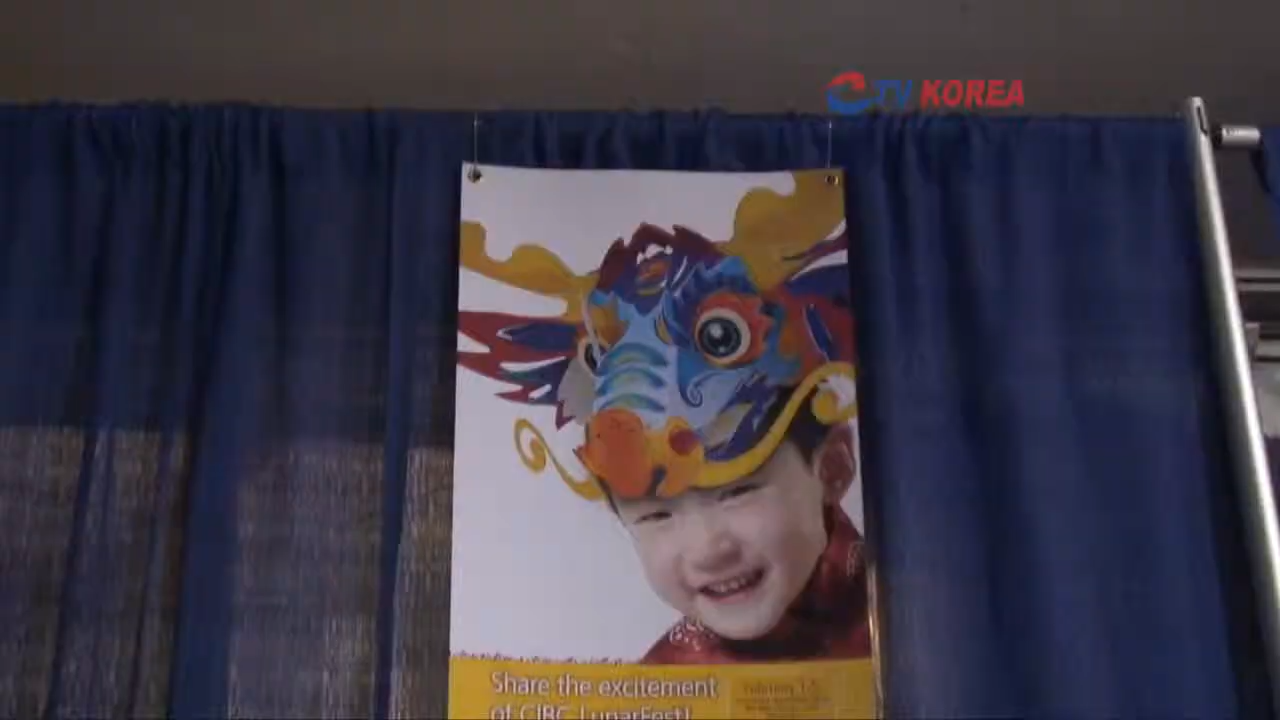 TV KOREA
Share the excitement
of CIBC LunarFest!